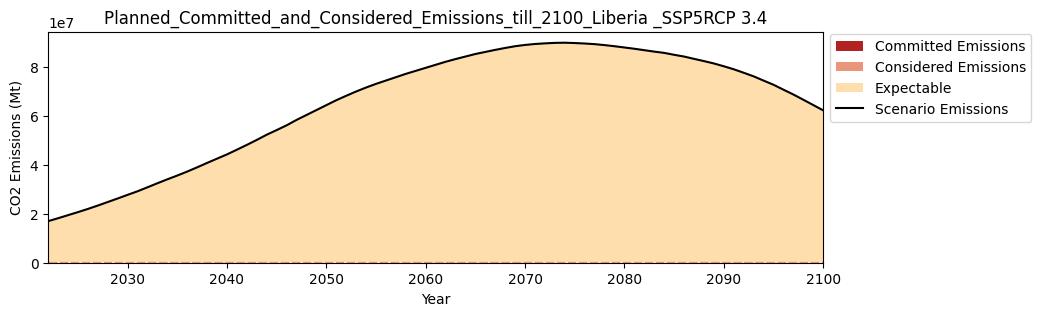 Planned_Committed_and_Considered_Emissions_till_2100_Liberia _SSP5RCP 3.4
1e7
8
6
4
2
0
CO2 Emissions (Mt)
2030 2040 2050 2060 2070 2080 2090 2100
Year
Committed Emissions
Considered Emissions
Expectable
Scenario Emissions